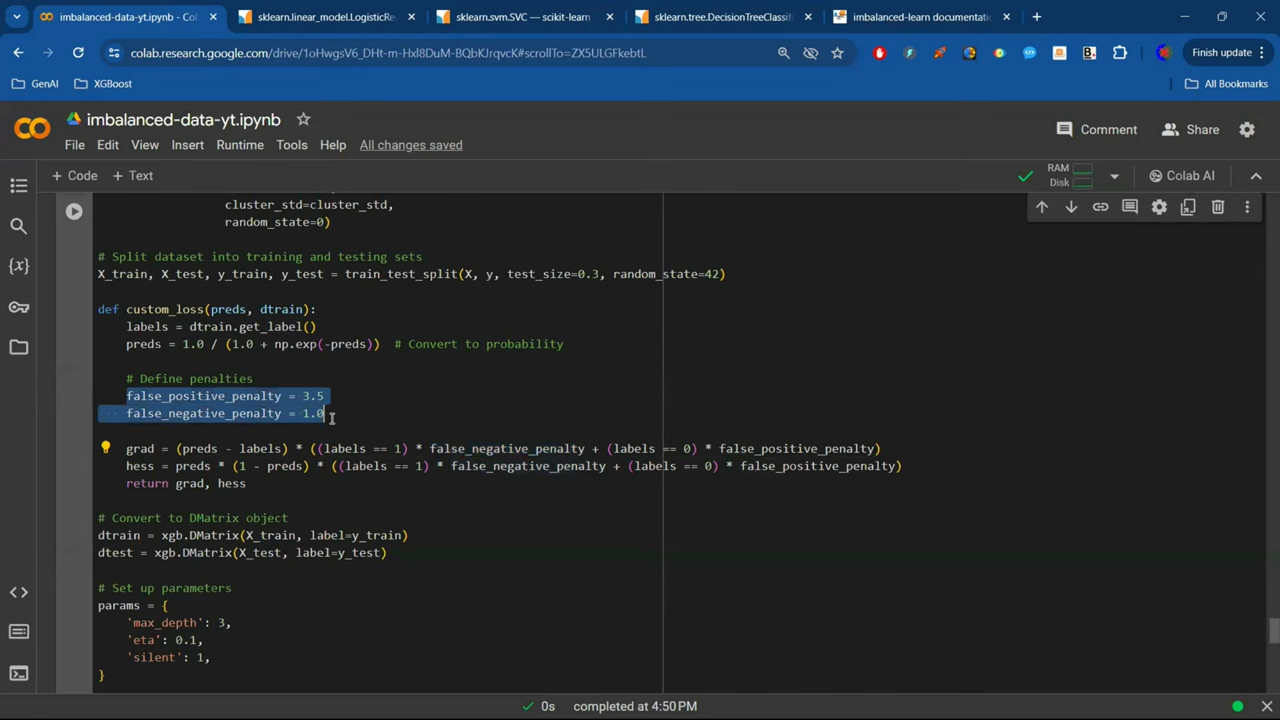 imbalanced-data-yt.ipynb - Co
sklearn.linear_model.LogisticRe
sklearn.svm.SVC — scikit-learn
sklearn.tree.DecisionTreeClassif
imbalanced-learn documentatio
colab.research.google.com/drive/1oHwgsV6_DHt-m-Hxl8DuM-BQbKJrqvcK#scrollTo=ZX5ULGFkebtL
Finish update
GenAI
XGBoost
All Bookmarks
imbalanced-data-yt.ipynb
Comment
Share
File Edit View Insert Runtime Tools Help All changes saved
+ Code + Text
RAM
Disk
Colab AI
cluster_std=cluster_std,
random_state=0)
# Split dataset into training and testing sets
X_train, X_test, y_train, y_test = train_test_split(X, y, test_size=0.3, random_state=42)
def custom_loss(preds, dtrain):
labels = dtrain.get_label()
preds = 1.0 / (1.0 + np.exp(-preds))  # Convert to probability
# Define penalties
false_positive_penalty = 3.5
false_negative_penalty = 1.0
grad = (preds - labels) * ((labels == 1) * false_negative_penalty + (labels == 0) * false_positive_penalty)
hess = preds * (1 - preds) * ((labels == 1) * false_negative_penalty + (labels == 0) * false_positive_penalty)
return grad, hess
# Convert to DMatrix object
dtrain = xgb.DMatrix(X_train, label=y_train)
dtest = xgb.DMatrix(X_test, label=y_test)
# Set up parameters
params = {
'max_depth': 3,
'eta': 0.1,
'silent': 1,
}
0s completed at 4:50 PM